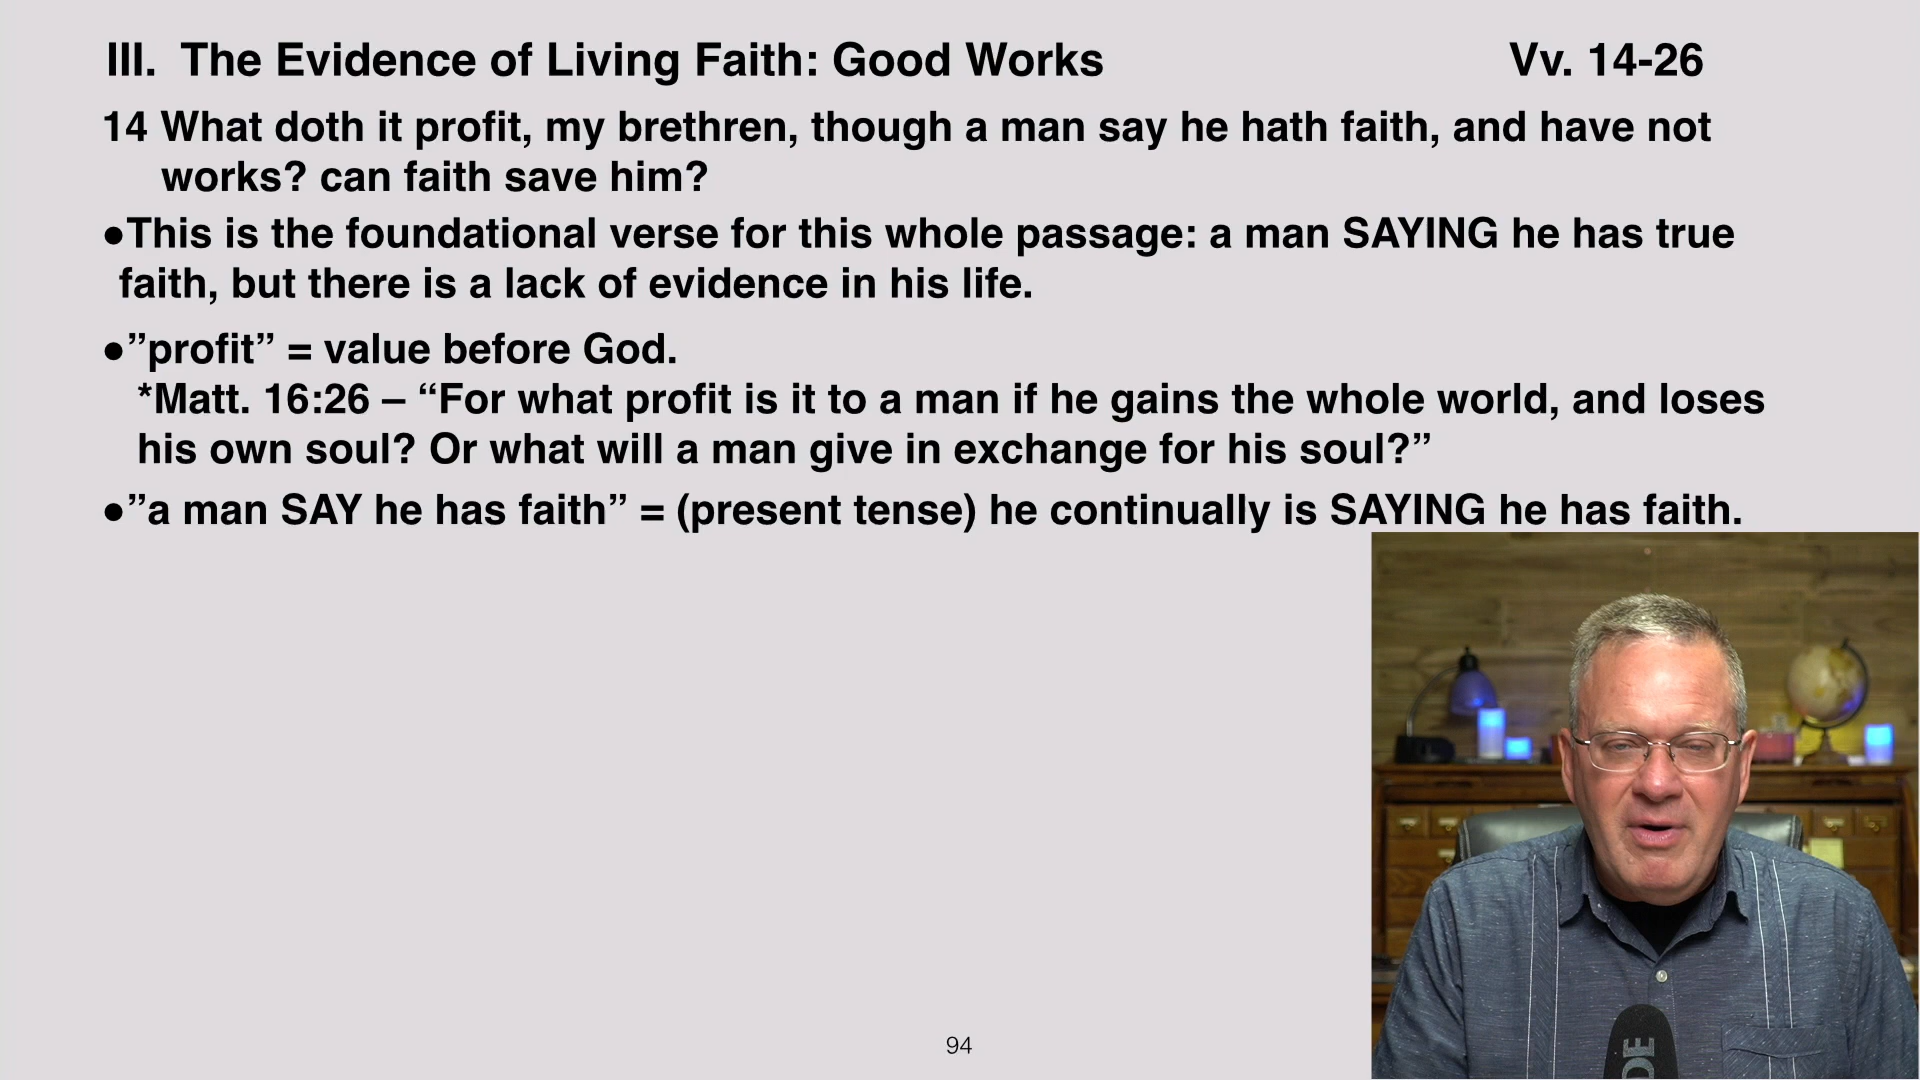 III. The Evidence of Living Faith: Good Works Vv. 14-26
14 What doth it profit, my brethren, though a man say he hath faith, and have not
works? can faith save him?
●This is the foundational verse for this whole passage: a man SAYING he has true
faith, but there is a lack of evidence in his life.
●”profit” = value before God.
*Matt. 16:26 – “For what profit is it to a man if he gains the whole world, and loses
his own soul? Or what will a man give in exchange for his soul?”
●”a man SAY he has faith” = (present tense) he continually is SAYING he has faith.
DE
94